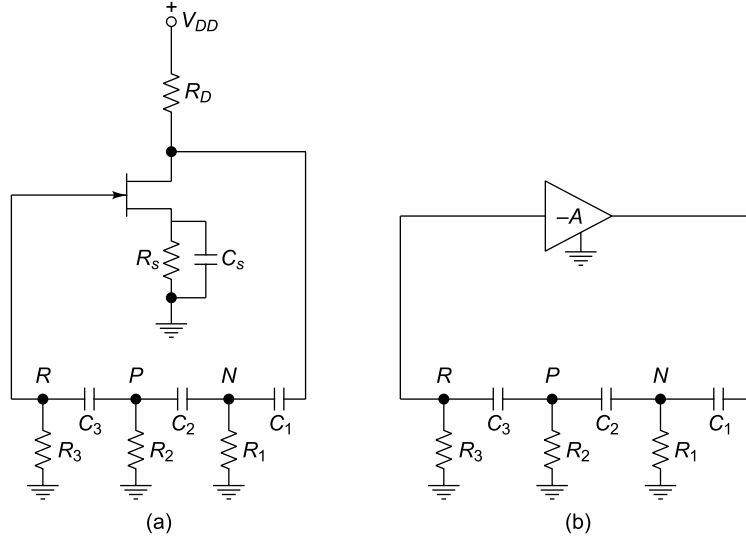 +
V_DD
R_D
R_s C_s
R P N
C_3 C_2 C_1
R_3 R_2 R_1
(a)
–A
R P N
C_3 C_2 C_1
R_3 R_2 R_1
(b)